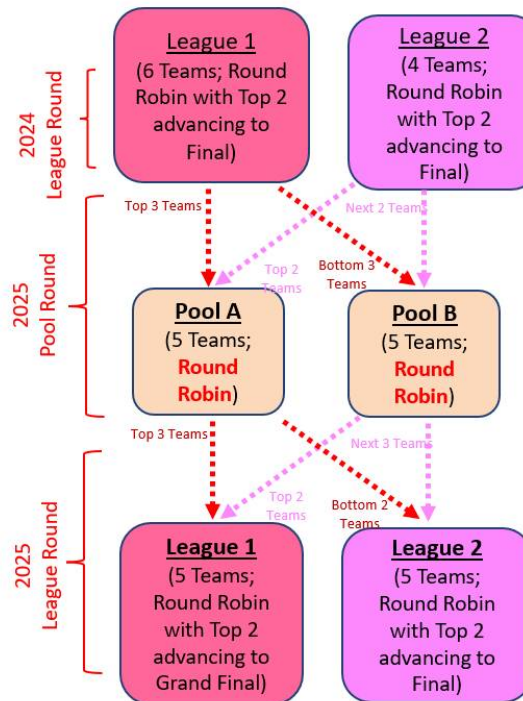 League 1
(6 Teams; Round
Robin with Top 2
advancing to
Final)
League 2
(4 Teams;
Round Robin
with Top 2
advancing to
Final)
2024
League Round
Top 3 Teams
Next 2 Teams
Top 2
Teams
Bottom 3
Teams
2025
Pool Round
Pool A
(5 Teams;
Round
Robin)
Pool B
(5 Teams;
Round
Robin)
Top 3 Teams
Next 3 Teams
Top 2
Teams
Bottom 2
Teams
2025
League Round
League 1
(5 Teams;
Round Robin
with Top 2
advancing to
Grand Final)
League 2
(5 Teams;
Round Robin
with Top 2
advancing to
Final)